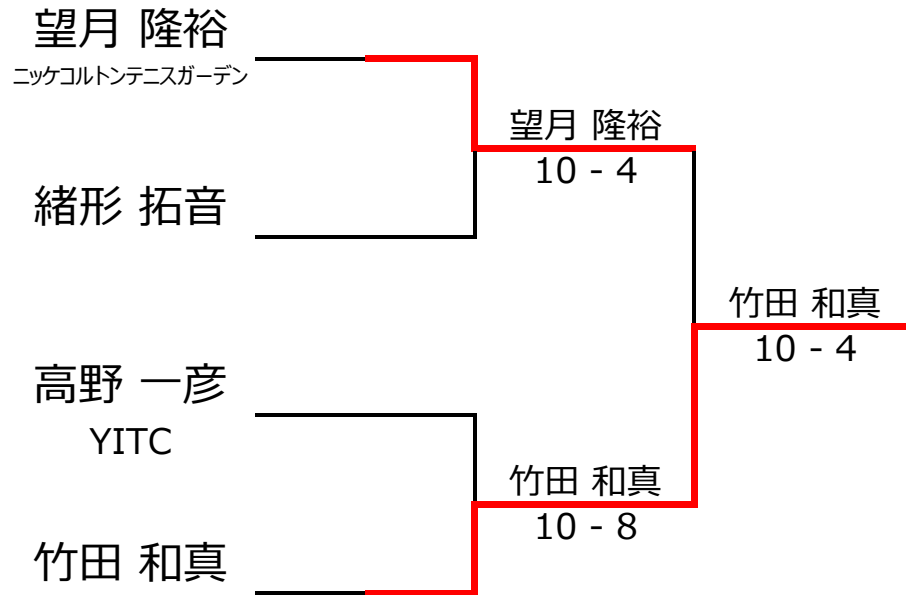 望月 隆裕
ニッケコルトンテニスガーデン
望月 隆裕
10 - 4
緒形 拓音
竹田 和真
10 - 4
高野 一彦
YITC
竹田 和真
10 - 8
竹田 和真